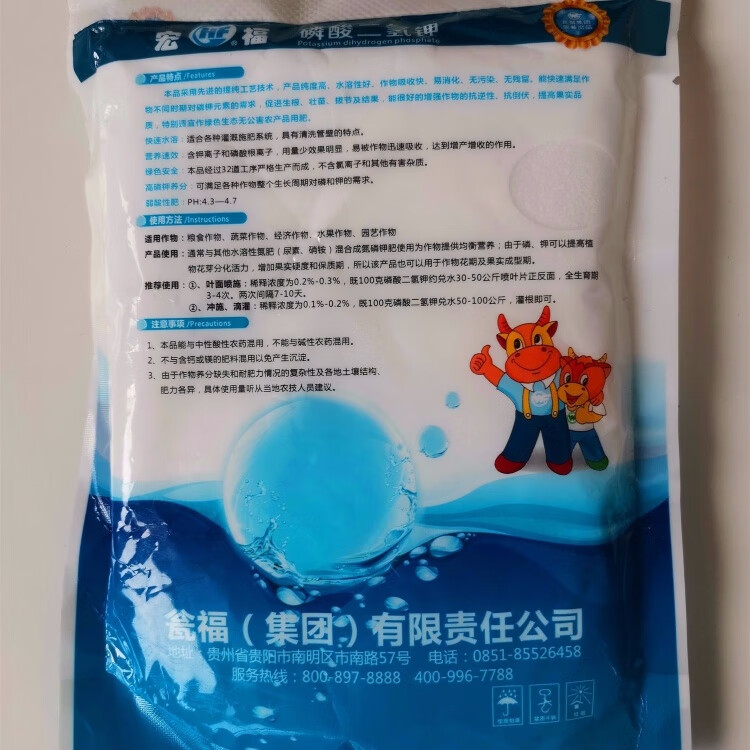 宏 HF ® 福 磷酸二氢钾
Potassium dihydrogen phosphate
产品特点/Features
本品采用先进的提纯工艺技术，产品纯度高、水溶性好、作物吸收快、易消化、无污染、无残留。能快速满足作
物不同时期对磷钾元素的需求，促进生根、壮苗、拔节及结果，能很好的增强作物的抗逆性、抗倒伏，提高果实品
质，特别适宜作绿色生态无公害农产品用肥。
快速水溶：适合各种灌溉施肥系统，具有清洗管壁的特点。
营养速效：含钾离子和磷酸根离子，用量少效果明显，易被作物迅速吸收，达到增产增收的作用。
绿色安全：本品经过32道工序严格生产而成，不含氯离子和其他有害杂质。
高磷钾养分：可满足各种作物整个生长周期对磷和钾的需求。
弱酸性肥：PH:4.3—4.7
使用方法/Instructions
适用作物：粮食作物、蔬菜作物、经济作物、水果作物、园艺作物
产品使用：通常与其他水溶性氮肥（尿素、硝铵）混合成氮磷钾肥使用为作物提供均衡营养；由于磷、钾可以提高植
物花芽分化活力，增加果实硬度和保质期，所以该产品也可以用于作物花期及果实成型期。
推荐使用：①、叶面喷施：稀释浓度为0.2%-0.3%，既100克磷酸二氢钾约兑水30-50公斤喷叶片正反面，全生育期
3-4次。两次间隔7-10天。
②、冲施、滴灌：稀释浓度为0.1%-0.2%，既100克磷酸二氢钾兑水50-100公斤，灌根即可。
注意事项/Precautions
1、本品能与中性酸性农药混用，不能与碱性农药混用。
2、不与含钙或镁的肥料混用以免产生沉淀。
3、由于作物养分缺失和耐肥力情况的复杂性及各地土壤结构、
肥力各异，具体使用量听从当地农技人员建议。
瓮福（集团）有限责任公司
地址：贵州省贵阳市南明区市南路57号 电话：0851-85526458
服务热线：800-897-8888 400-996-7788